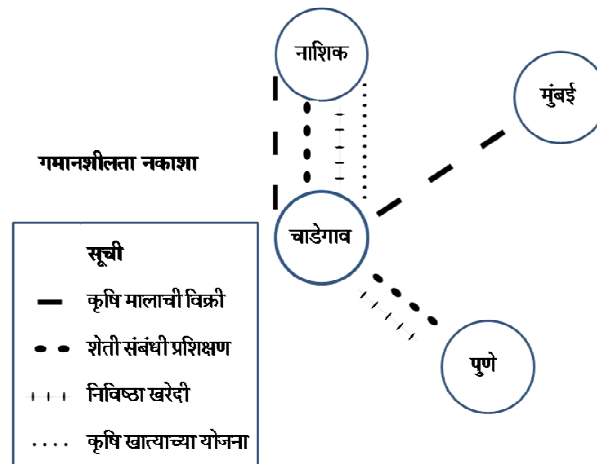 नाशिक
मुंबई
गमानशीलता नकाशा
चाडेगाव
सूची
कृषि मालाची विक्री
शेती संबंधी प्रशिक्षण
निविष्ठा खरेदी
कृषि खात्याच्या योजना
पुणे